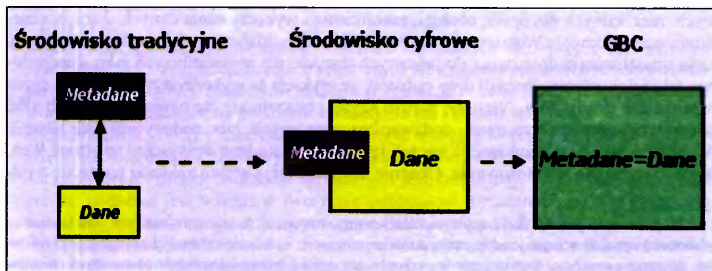 Środowisko tradycyjne
Środowisko cyfrowe
GBC
Metadane
Metadane
Dane
Metadane=Dane
Dane